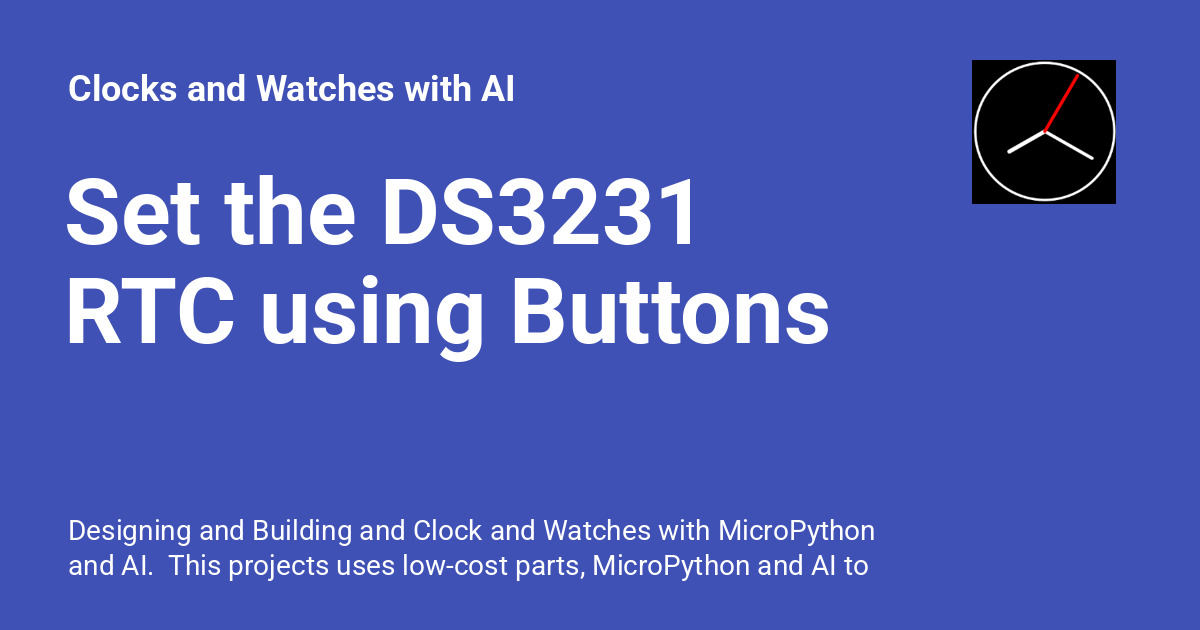 Clocks and Watches with AI
Set the DS3231
RTC using Buttons
Designing and Building and Clock and Watches with MicroPython
and AI.  This projects uses low-cost parts, MicroPython and AI to